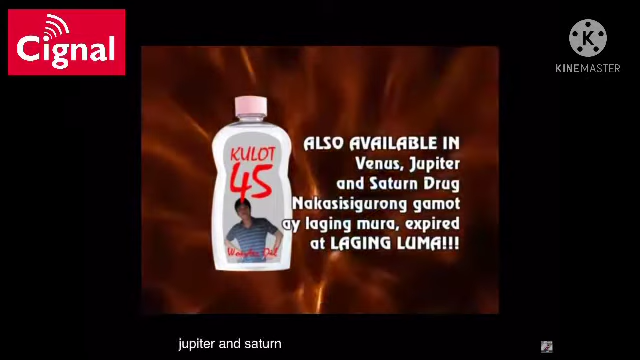 Cignal
KINEMASTER
KULOT
45
ALSO AVAILABLE IN
Venus, Jupiter
and Saturn Drug
Nakasisigurong gamot
ay laging mura, expired
at LAGING LUMA!!!
jupiter and saturn